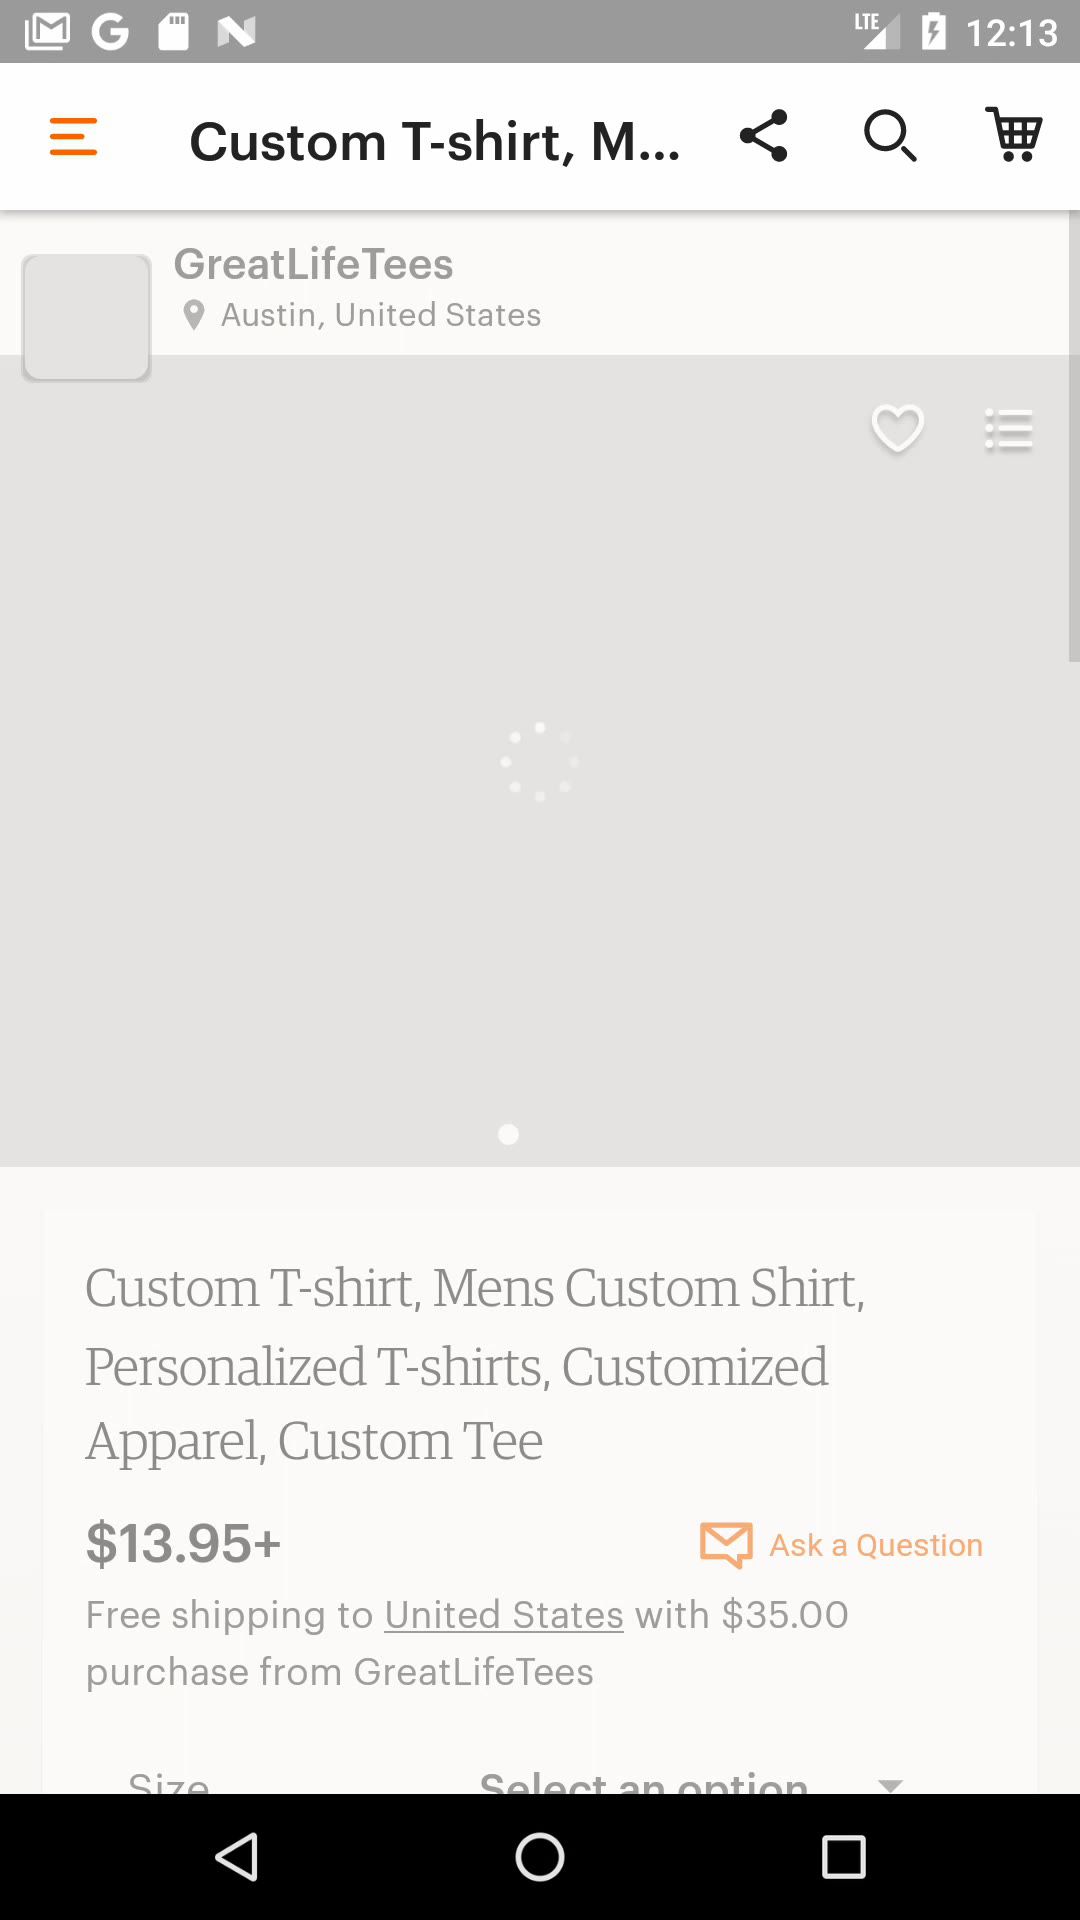 LTE 12:13
Custom T-shirt, M...
GreatLifeTees
Austin, United States
Custom T-shirt, Mens Custom Shirt,
Personalized T-shirts, Customized
Apparel, Custom Tee
$13.95+ Ask a Question
Free shipping to United States with $35.00
purchase from GreatLifeTees
Size Select an option